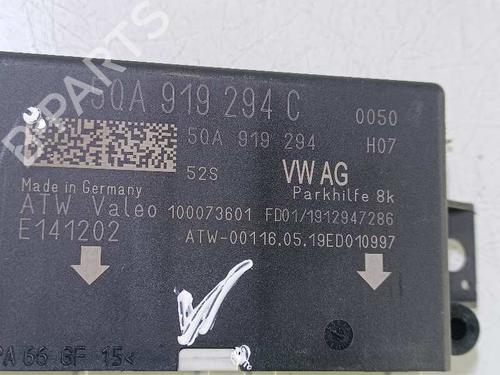 5QA 919 294 C
0050
5QA 919 294
H07
52S
VW AG
Made in Germany
Parkhilfe 8k
ATW Valeo 100073601 FD01/1912947286
E141202
ATW-00116.05.19ED010997
PA 66 GF 15<
B-PARTS